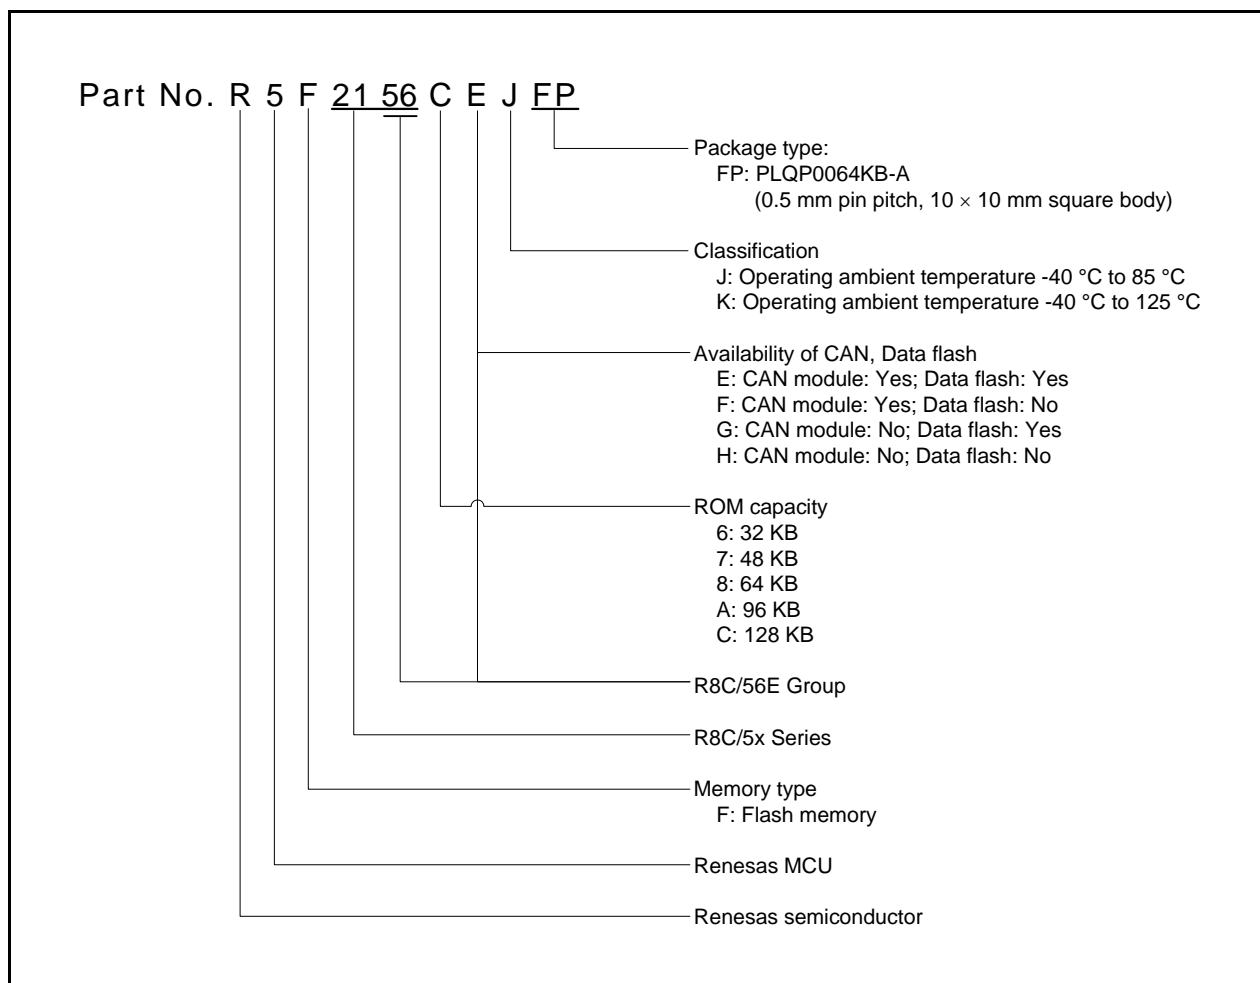 Part No. R 5 F 21 56 C E J FP
Package type:
FP: PLQP0064KB-A
(0.5 mm pin pitch, 10 × 10 mm square body)
Classification
J: Operating ambient temperature -40 °C to 85 °C
K: Operating ambient temperature -40 °C to 125 °C
Availability of CAN, Data flash
E: CAN module: Yes; Data flash: Yes
F: CAN module: Yes; Data flash: No
G: CAN module: No; Data flash: Yes
H: CAN module: No; Data flash: No
ROM capacity
6: 32 KB
7: 48 KB
8: 64 KB
A: 96 KB
C: 128 KB
R8C/56E Group
R8C/5x Series
Memory type
F: Flash memory
Renesas MCU
Renesas semiconductor